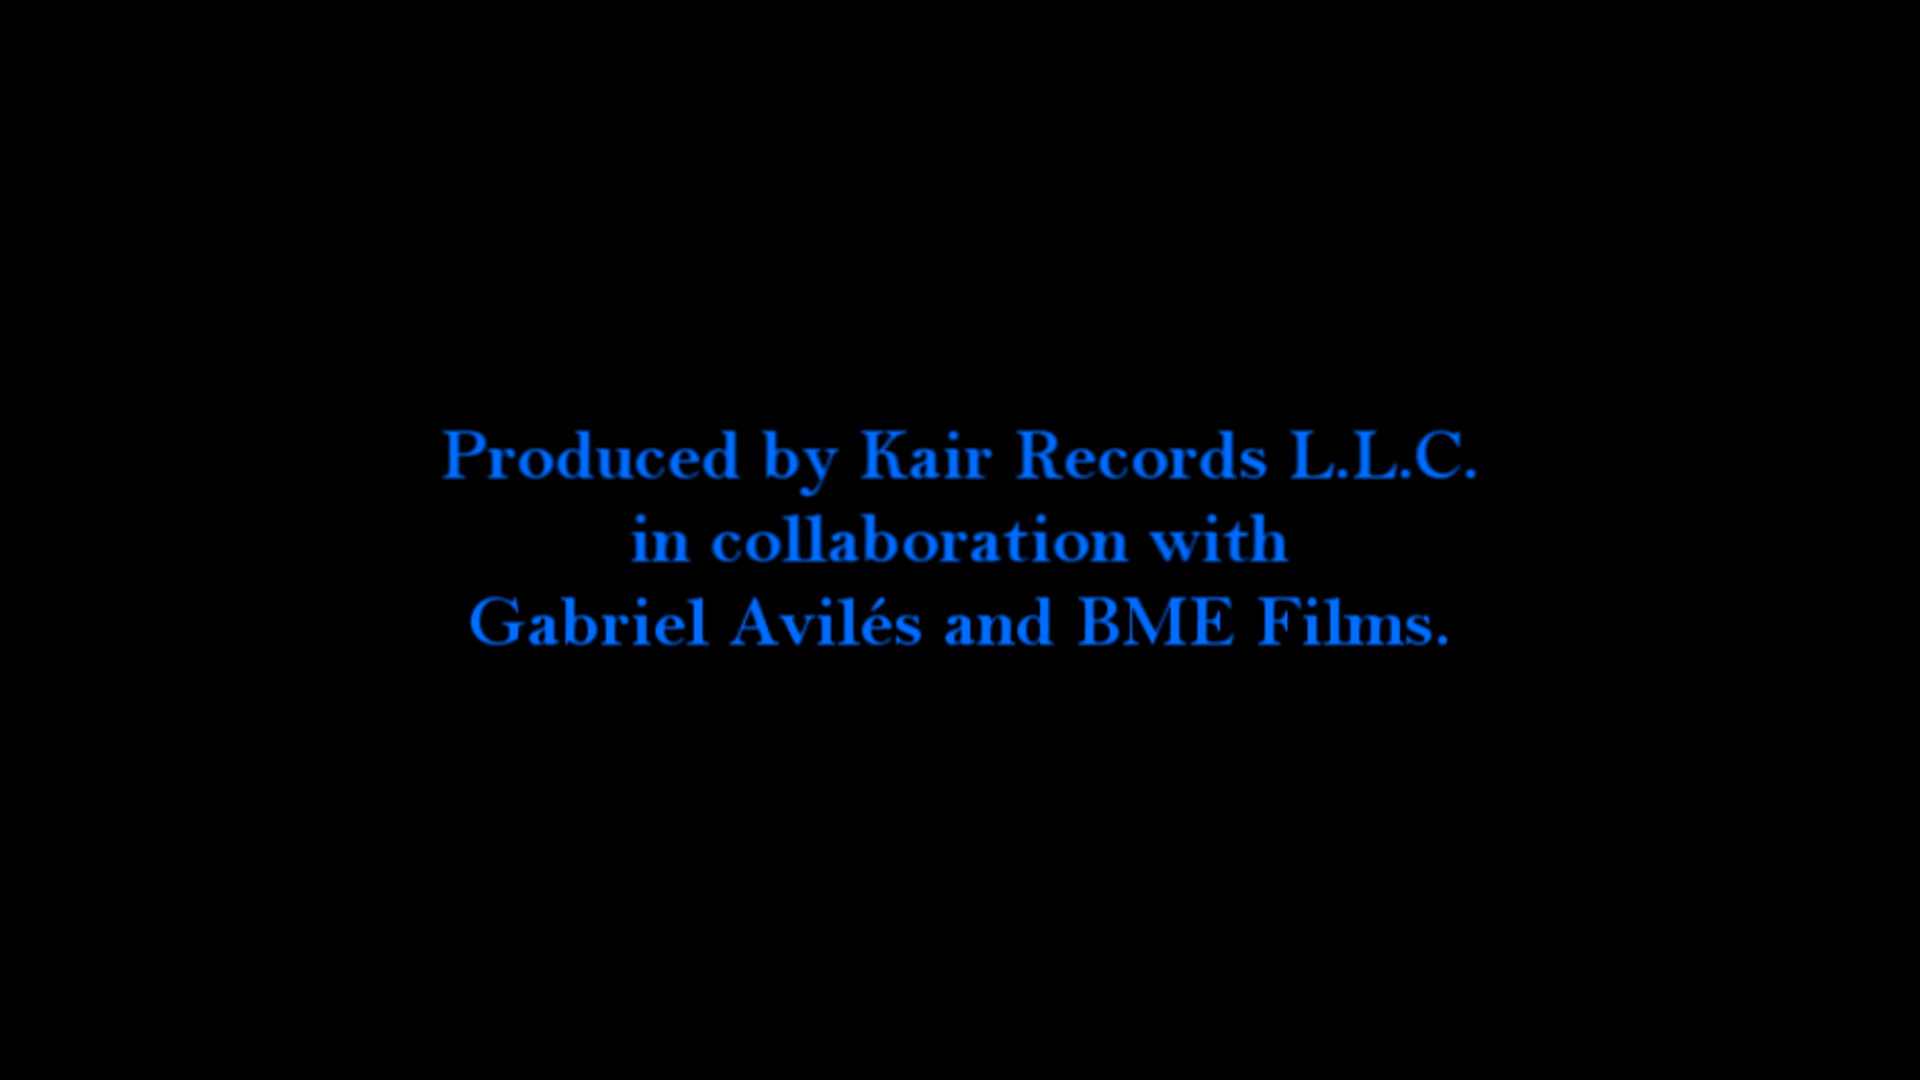 Produced by Kair Records L.L.C.
in collaboration with
Gabriel Avilés and BME Films.